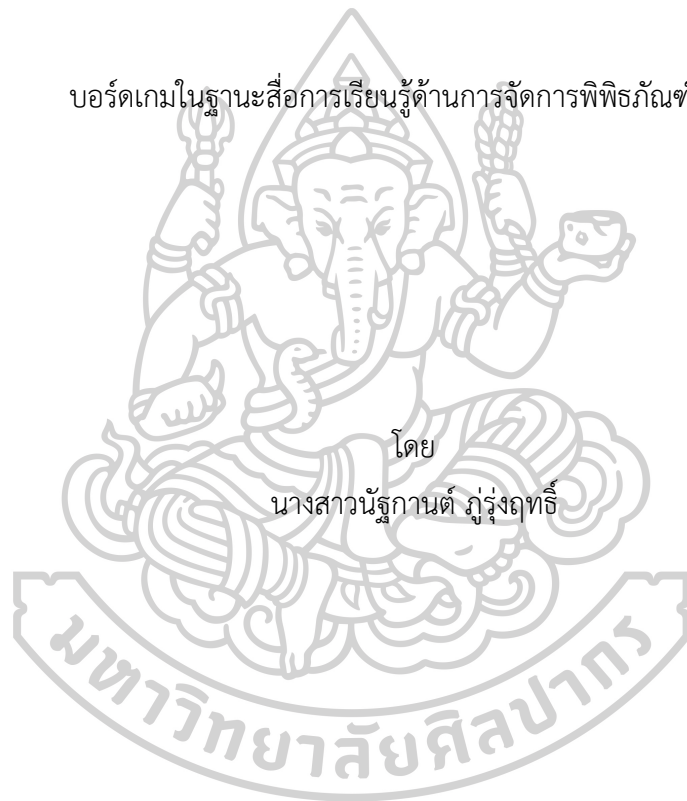 บอร์ดเกมในฐานะสื่อการเรียนรู้ด้านการจัดการพิพิธภัณฑ
โดย
นางสาวนัฐกานต์ ภู่รุ่งฤทธิ์
มหาวิทยาลัยศิลปากร